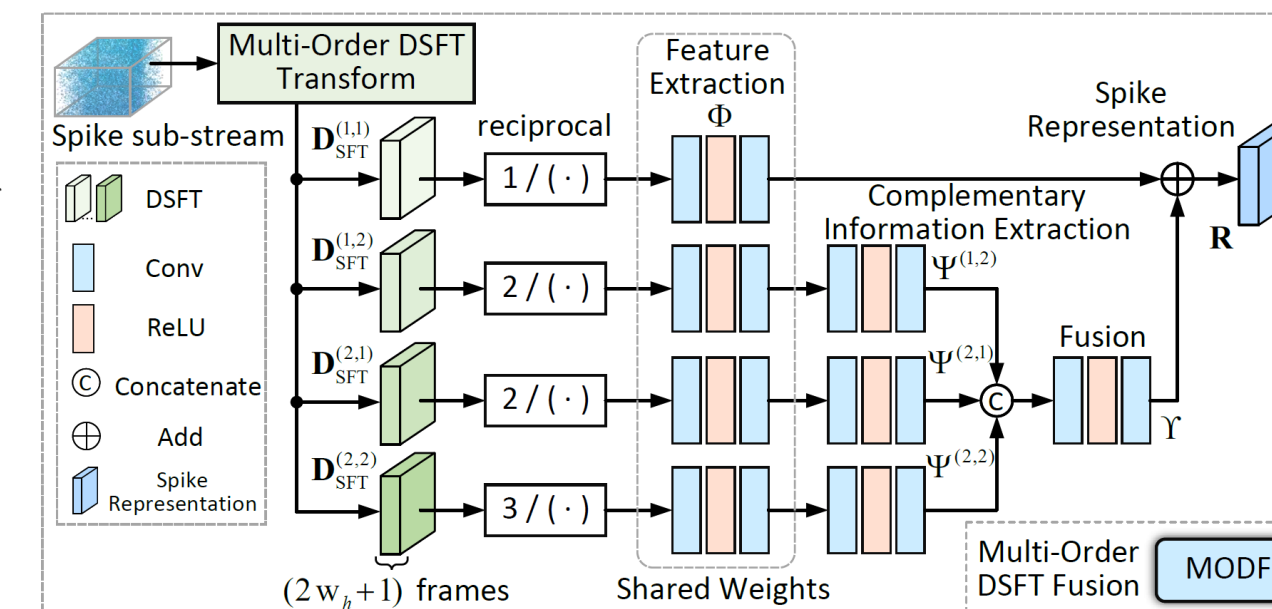 Multi-Order DSFT
Transform
Spike sub-stream
DSFT
Conv
ReLU
C Concatenate
Add
Spike
Representation
D_SFT^(1,1)
D_SFT^(1,2)
D_SFT^(2,1)
D_SFT^(2,2)
(2w_h+1) frames
reciprocal
1 / ( · )
2 / ( · )
2 / ( · )
3 / ( · )
Feature
Extraction
Φ
Shared Weights
Complementary
Information Extraction
Ψ^(1,2)
Ψ^(2,1)
Ψ^(2,2)
C
Fusion
ϒ
Spike
Representation
R
Multi-Order
DSFT Fusion
MODF